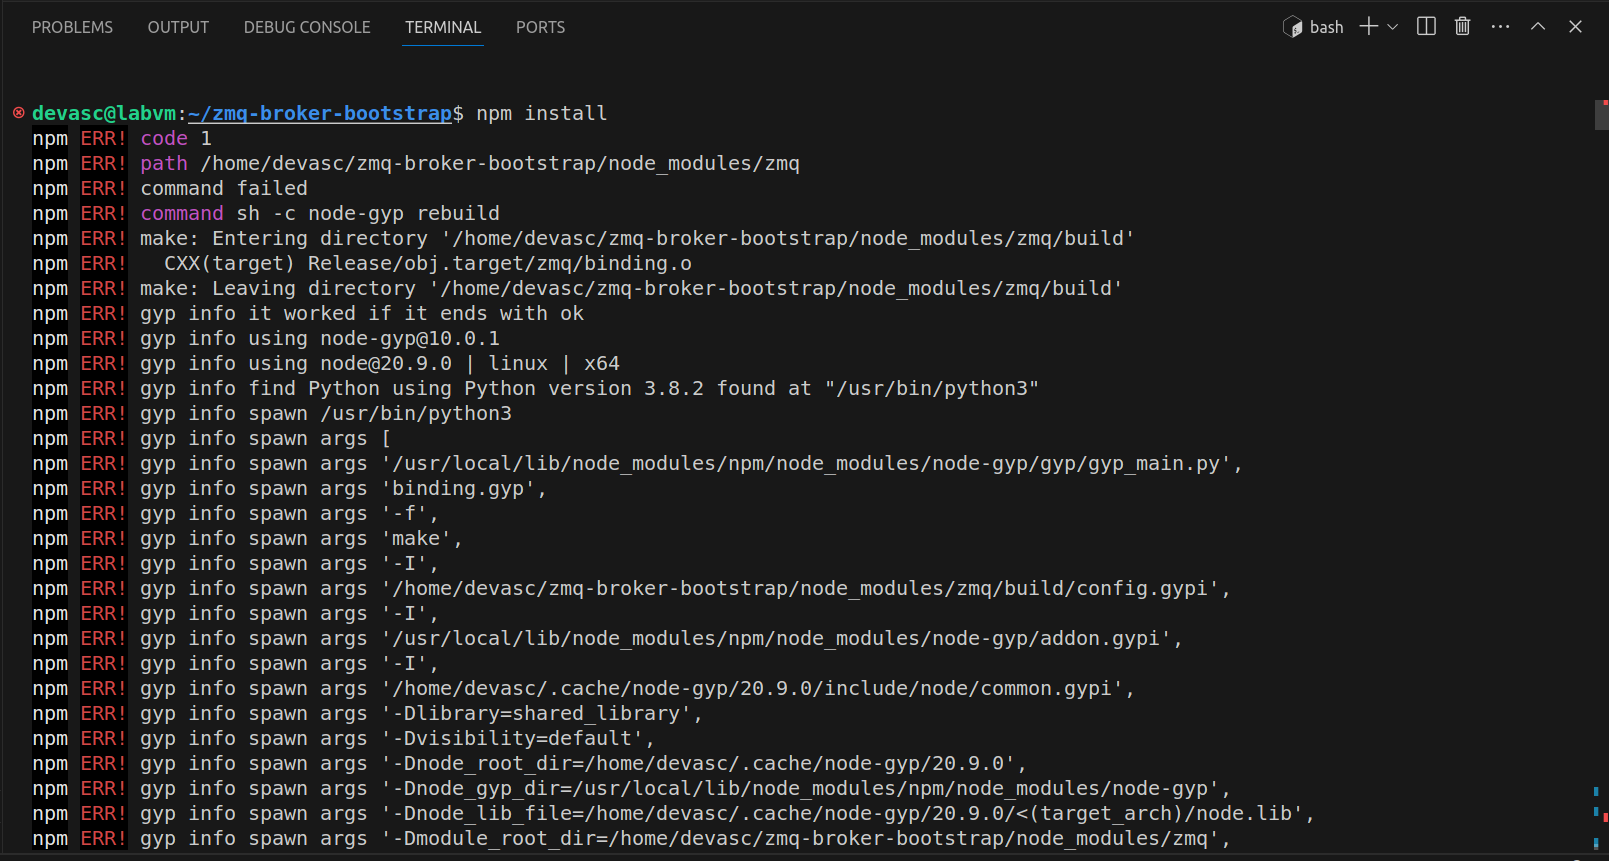 PROBLEMS OUTPUT DEBUG CONSOLE TERMINAL PORTS bash
devasc@labvm:~/zmq-broker-bootstrap$ npm install
npm ERR! code 1
npm ERR! path /home/devasc/zmq-broker-bootstrap/node_modules/zmq
npm ERR! command failed
npm ERR! command sh -c node-gyp rebuild
npm ERR! make: Entering directory '/home/devasc/zmq-broker-bootstrap/node_modules/zmq/build'
npm ERR!   CXX(target) Release/obj.target/zmq/binding.o
npm ERR! make: Leaving directory '/home/devasc/zmq-broker-bootstrap/node_modules/zmq/build'
npm ERR! gyp info it worked if it ends with ok
npm ERR! gyp info using node-gyp@10.0.1
npm ERR! gyp info using node@20.9.0 | linux | x64
npm ERR! gyp info find Python using Python version 3.8.2 found at "/usr/bin/python3"
npm ERR! gyp info spawn /usr/bin/python3
npm ERR! gyp info spawn args [
npm ERR! gyp info spawn args '/usr/local/lib/node_modules/npm/node_modules/node-gyp/gyp/gyp_main.py',
npm ERR! gyp info spawn args 'binding.gyp',
npm ERR! gyp info spawn args '-f',
npm ERR! gyp info spawn args 'make',
npm ERR! gyp info spawn args '-I',
npm ERR! gyp info spawn args '/home/devasc/zmq-broker-bootstrap/node_modules/zmq/build/config.gypi',
npm ERR! gyp info spawn args '-I',
npm ERR! gyp info spawn args '/usr/local/lib/node_modules/npm/node_modules/node-gyp/addon.gypi',
npm ERR! gyp info spawn args '-I',
npm ERR! gyp info spawn args '/home/devasc/.cache/node-gyp/20.9.0/include/node/common.gypi',
npm ERR! gyp info spawn args '-Dlibrary=shared_library',
npm ERR! gyp info spawn args '-Dvisibility=default',
npm ERR! gyp info spawn args '-Dnode_root_dir=/home/devasc/.cache/node-gyp/20.9.0',
npm ERR! gyp info spawn args '-Dnode_gyp_dir=/usr/local/lib/node_modules/npm/node_modules/node-gyp',
npm ERR! gyp info spawn args '-Dnode_lib_file=/home/devasc/.cache/node-gyp/20.9.0/<(target_arch)/node.lib',
npm ERR! gyp info spawn args '-Dmodule_root_dir=/home/devasc/zmq-broker-bootstrap/node_modules/zmq',